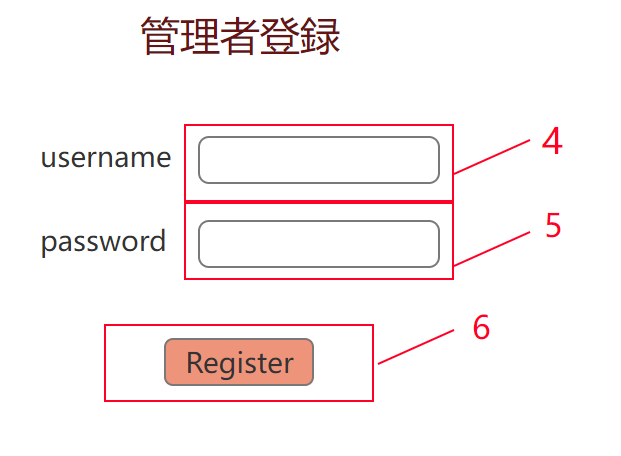 管理者登録
username
4
password
5
Register
6